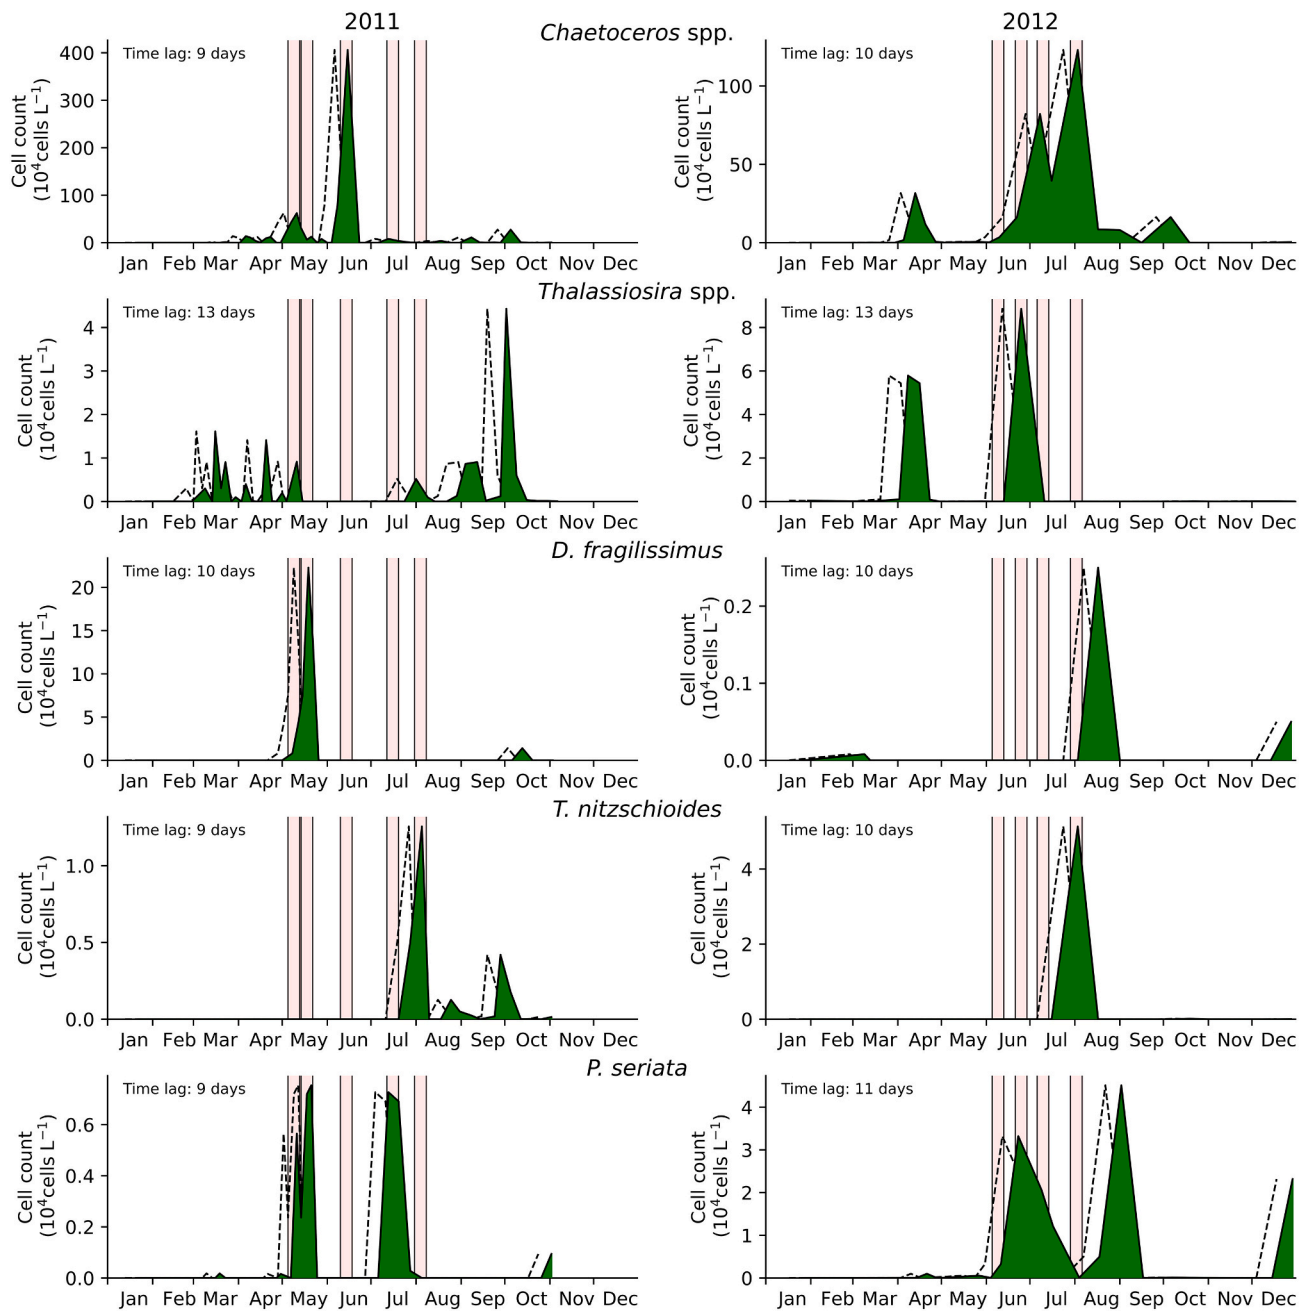 2011 2012
Chaetoceros spp.
Time lag: 9 days
Cell count
(10⁴cells L⁻¹)
400
300
200
100
0
Jan Feb Mar Apr May Jun Jul Aug Sep Oct Nov Dec
Time lag: 10 days
Cell count
(10⁴cells L⁻¹)
100
50
0
Jan Feb Mar Apr May Jun Jul Aug Sep Oct Nov Dec
Thalassiosira spp.
Time lag: 13 days
Cell count
(10⁴cells L⁻¹)
4
3
2
1
0
Jan Feb Mar Apr May Jun Jul Aug Sep Oct Nov Dec
Time lag: 13 days
Cell count
(10⁴cells L⁻¹)
8
6
4
2
0
Jan Feb Mar Apr May Jun Jul Aug Sep Oct Nov Dec
D. fragilissimus
Time lag: 10 days
Cell count
(10⁴cells L⁻¹)
20
15
10
5
0
Jan Feb Mar Apr May Jun Jul Aug Sep Oct Nov Dec
Time lag: 10 days
Cell count
(10⁴cells L⁻¹)
0.2
0.1
0.0
Jan Feb Mar Apr May Jun Jul Aug Sep Oct Nov Dec
T. nitzschioides
Time lag: 9 days
Cell count
(10⁴cells L⁻¹)
1.0
0.5
0.0
Jan Feb Mar Apr May Jun Jul Aug Sep Oct Nov Dec
Time lag: 10 days
Cell count
(10⁴cells L⁻¹)
4
2
0
Jan Feb Mar Apr May Jun Jul Aug Sep Oct Nov Dec
P. seriata
Time lag: 9 days
Cell count
(10⁴cells L⁻¹)
0.6
0.4
0.2
0.0
Jan Feb Mar Apr May Jun Jul Aug Sep Oct Nov Dec
Time lag: 11 days
Cell count
(10⁴cells L⁻¹)
4
3
2
1
0
Jan Feb Mar Apr May Jun Jul Aug Sep Oct Nov Dec